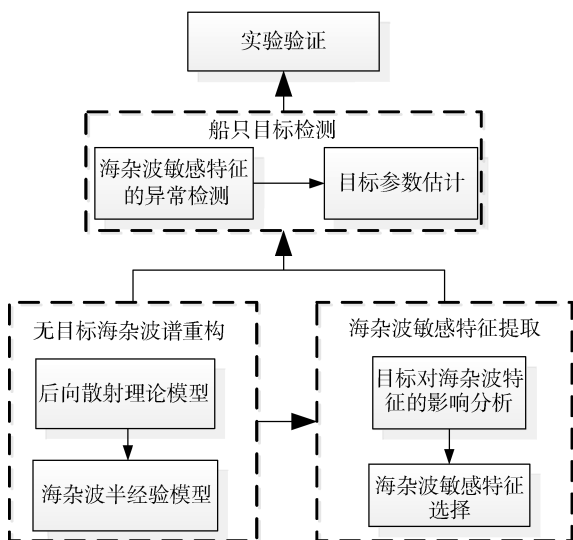 实验验证
船只目标检测
海杂波敏感特征
的异常检测
目标参数估计
无目标海杂波谱重构
后向散射理论模型
海杂波半经验模型
海杂波敏感特征提取
目标对海杂波特
征的影响分析
海杂波敏感特征
选择